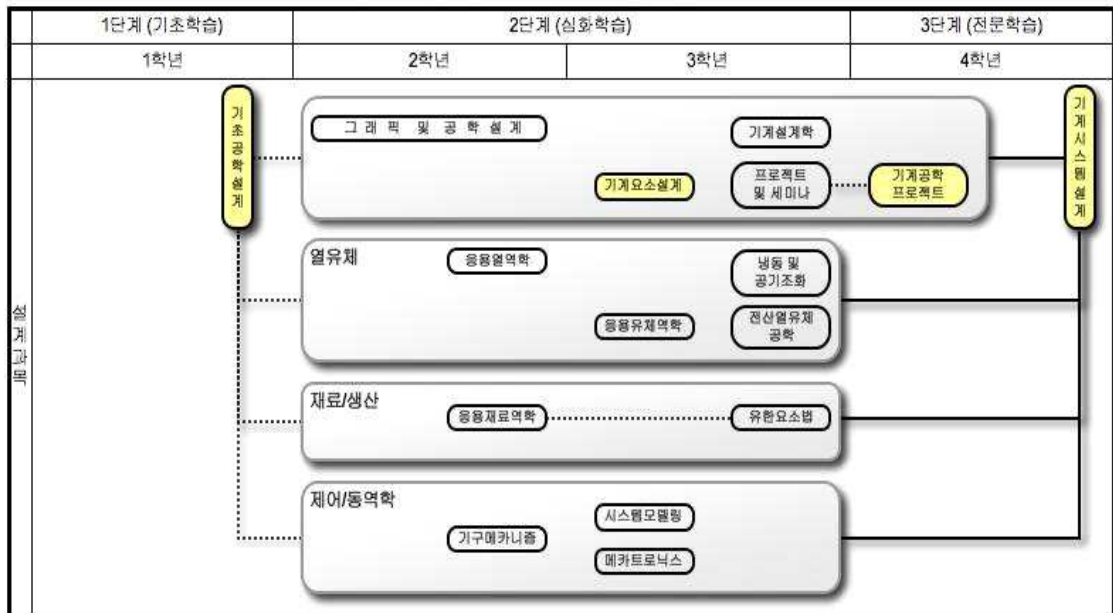 1단계 (기초학습)
2단계 (심화학습)
3단계 (전문학습)
1학년
2학년
3학년
4학년
설계과목
기초공학설계
그래픽 및 공학설계
기계설계학
기계요소설계
프로젝트
및 세미나
기계공학
프로젝트
기계시스템설계
열유체
응용열역학
냉동 및
공기조화
응용유체역학
전산열유체
공학
재료/생산
응용재료역학
유한요소법
제어/동역학
시스템모델링
기구메카니즘
메카트로닉스